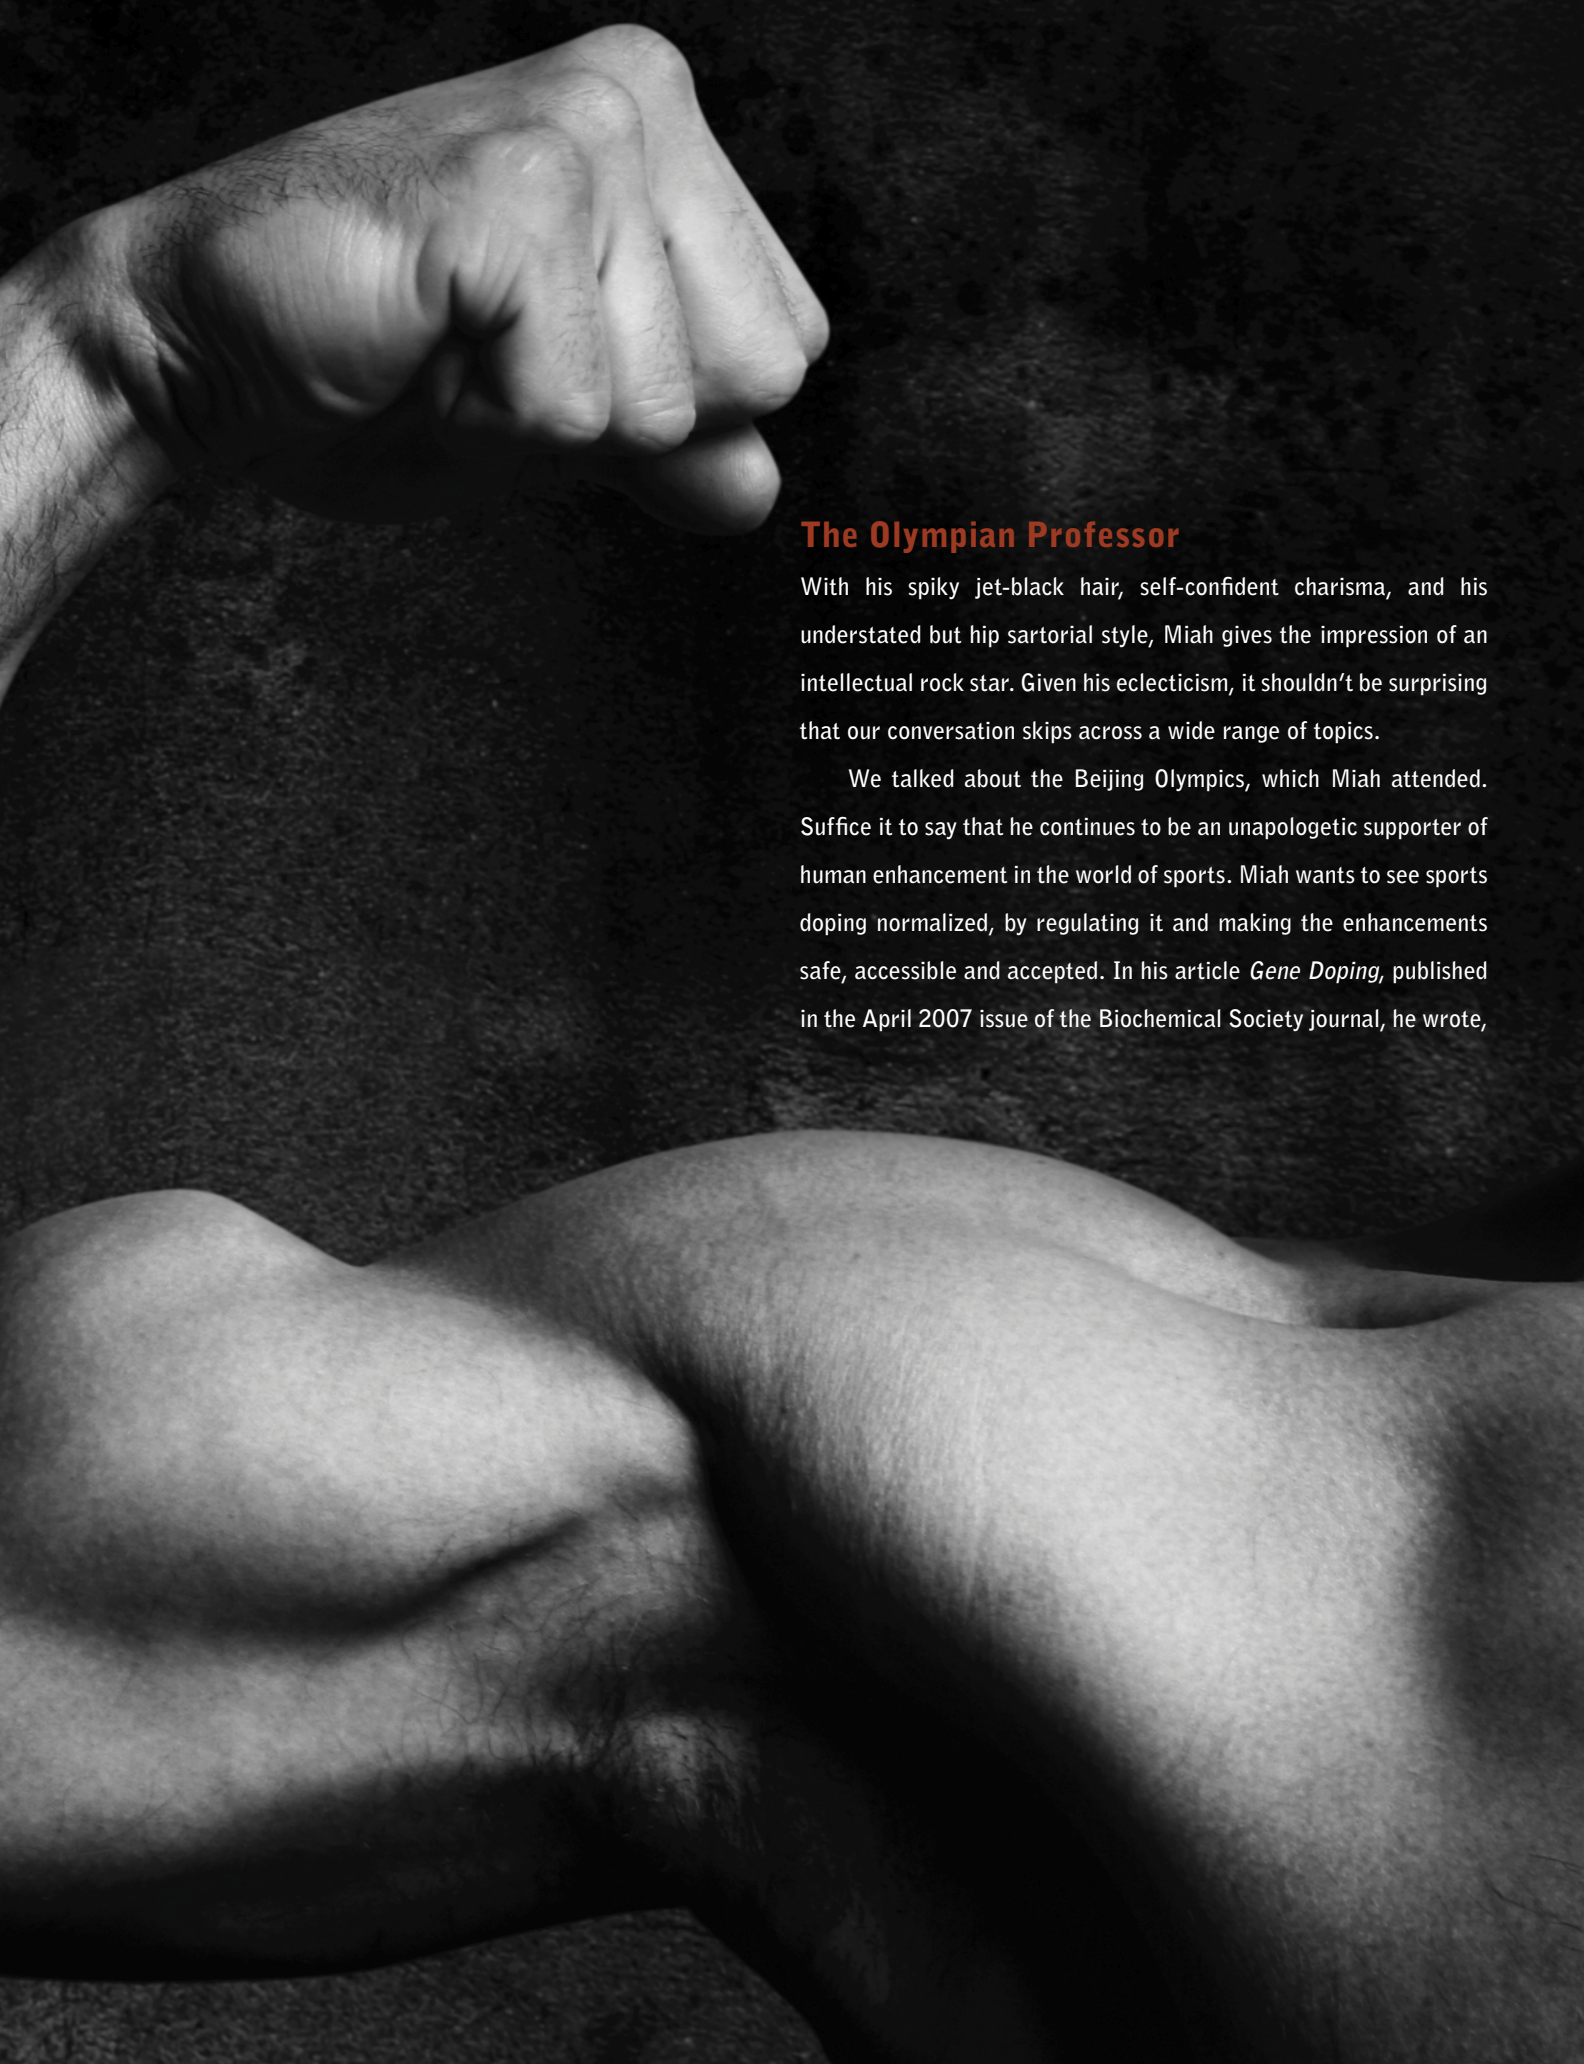 The Olympian Professor
With his spiky jet-black hair, self-confident charisma, and his
understated but hip sartorial style, Miah gives the impression of an
intellectual rock star. Given his eclecticism, it shouldn’t be surprising
that our conversation skips across a wide range of topics.
We talked about the Beijing Olympics, which Miah attended.
Suffice it to say that he continues to be an unapologetic supporter of
human enhancement in the world of sports. Miah wants to see sports
doping normalized, by regulating it and making the enhancements
safe, accessible and accepted. In his article Gene Doping, published
in the April 2007 issue of the Biochemical Society journal, he wrote,